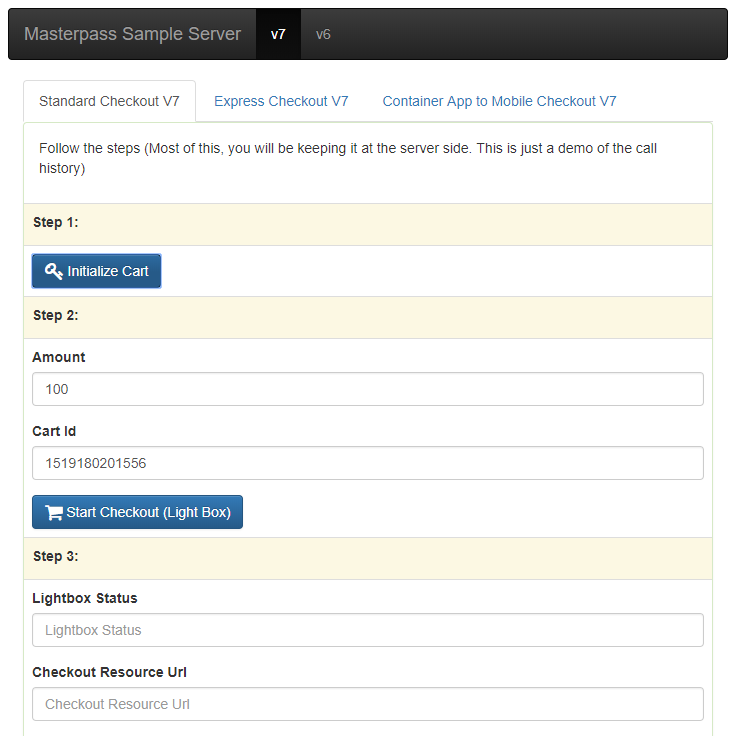 Masterpass Sample Server v7 v6
Standard Checkout V7 Express Checkout V7 Container App to Mobile Checkout V7
Follow the steps (Most of this, you will be keeping it at the server side. This is just a demo of the call
history)
Step 1:
Initialize Cart
Step 2:
Amount
100
Cart Id
1519180201556
Start Checkout (Light Box)
Step 3:
Lightbox Status
Lightbox Status
Checkout Resource Url
Checkout Resource Url